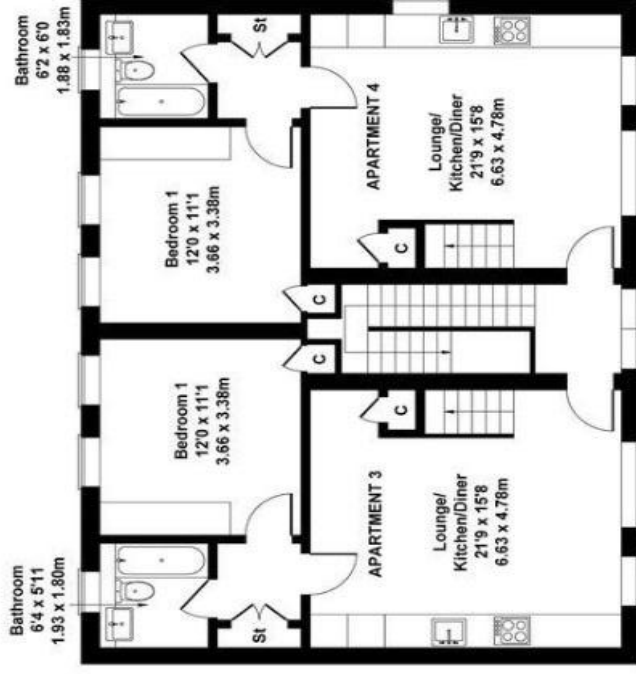 Bathroom
6'4 x 5'11
1.93 x 1.80m
Bedroom 1
12'0 x 11'1
3.66 x 3.38m
Bedroom 1
12'0 x 11'1
3.66 x 3.38m
Bathroom
6'2 x 6'0
1.88 x 1.83m
St
C
C
St
APARTMENT 3
C
C
APARTMENT 4
Lounge/
Kitchen/Diner
21'9 x 15'8
6.63 x 4.78m
Lounge/
Kitchen/Diner
21'9 x 15'8
6.63 x 4.78m